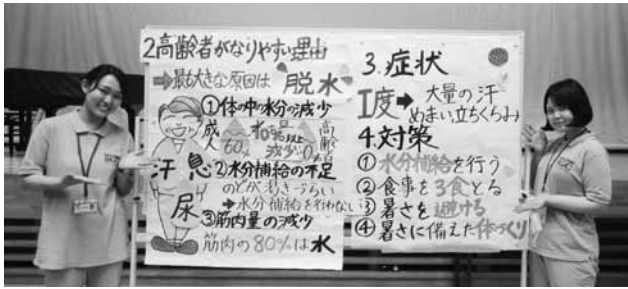 2高齢者がなりやすい理由
➡最も大きな原因は 脱水
①体の中の水分の減少
成人
60%
10%以上
減少
高齢者
汗 息
尿
②水分補給の不足
のどが渇きづらい
➡水分補給を行わない
③筋肉量の減少
筋肉の80%は水
3.症状
I度➡大量の汗
めまい、立ちくらみ
4.対策
①水分補給を行う
②食事を3食とる
③暑さを避ける
④暑さに備えた体づくり